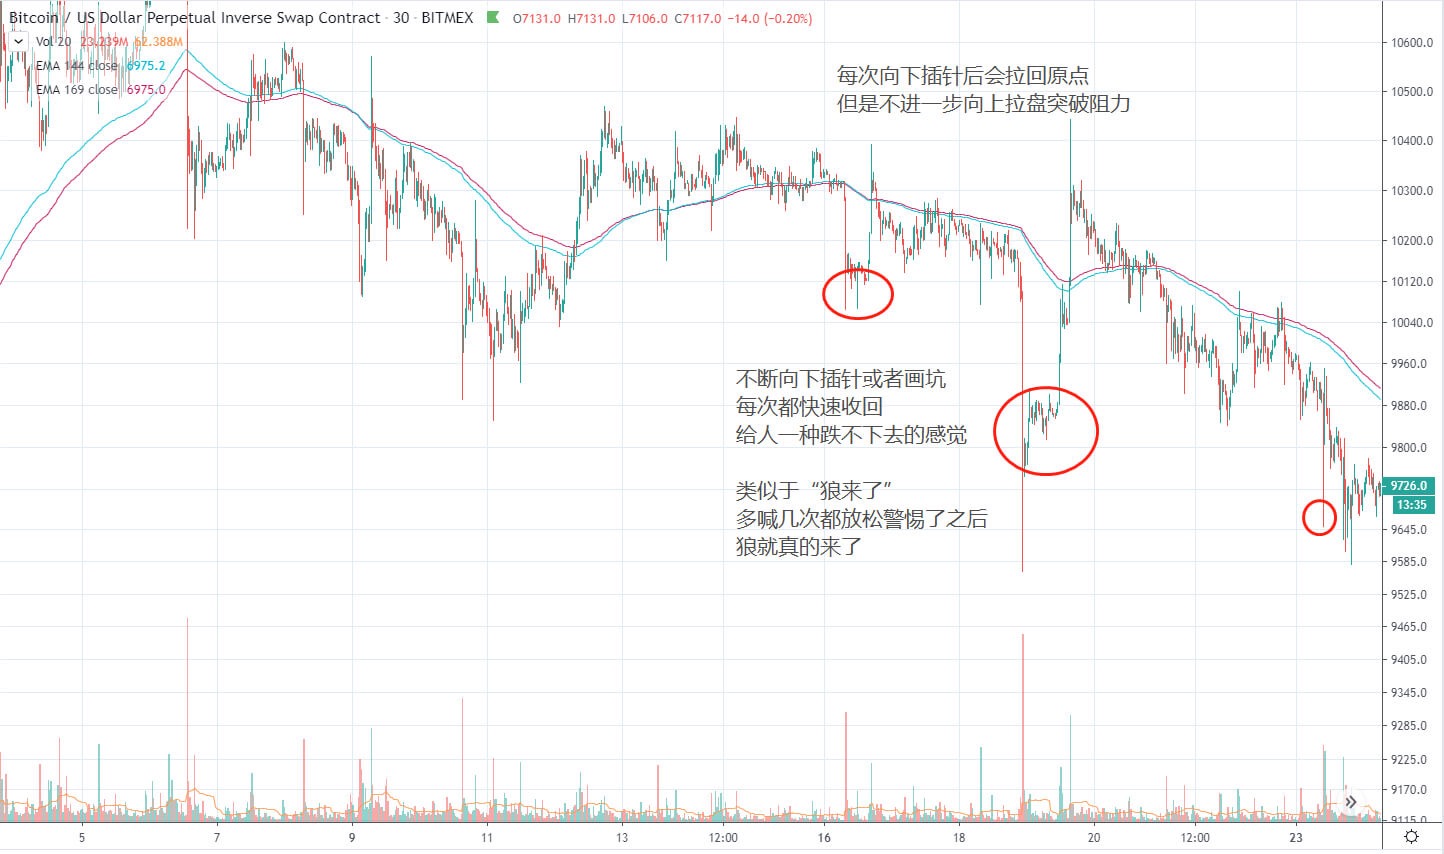 Bitcoin / US Dollar Perpetual Inverse Swap Contract · 30 · BITMEX O7131.0 H7131.0 L7106.0 C7117.0 −14.0 (−0.20%)
Vol 20 23.239M 62.388M
EMA 144 close 6975.2
EMA 169 close 6975.0
每次向下插针后会拉回原点
但是不进一步向上拉盘突破阻力
不断向下插针或者画坑
每次都快速收回
给人一种跌不下去的感觉
类似于“狼来了”
多喊几次都放松警惕了之后
狼就真的来了
10600.0
10500.0
10400.0
10300.0
10200.0
10120.0
10040.0
9960.0
9880.0
9800.0
9726.0
13:35
9645.0
9585.0
9525.0
9465.0
9405.0
9345.0
9285.0
9225.0
9170.0
9115.0
5 7 9 11 13 12:00 16 18 20 12:00 23